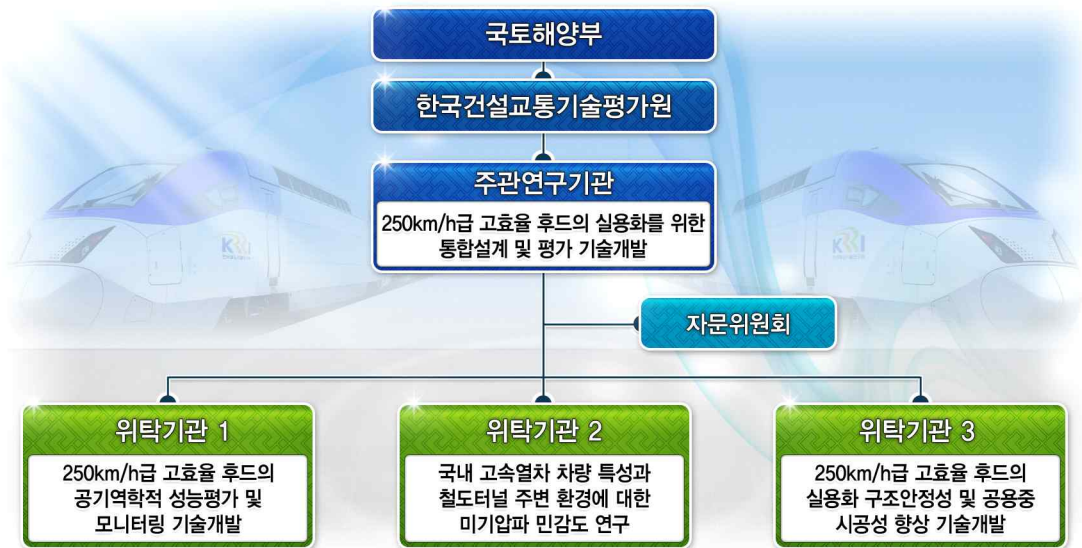 국토해양부
한국건설교통기술평가원
주관연구기관
250km/h급 고효율 후드의 실용화를 위한
통합설계 및 평가 기술개발
자문위원회
위탁기관 1
250km/h급 고효율 후드의
공기역학적 성능평가 및
모니터링 기술개발
위탁기관 2
국내 고속열차 차량 특성과
철도터널 주변 환경에 대한
미기압파 민감도 연구
위탁기관 3
250km/h급 고효율 후드의
실용화 구조안정성 및 공용중
시공성 향상 기술개발